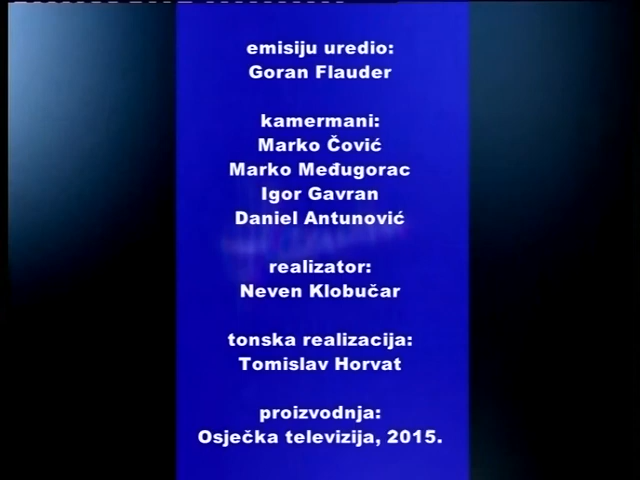 emisiju uredio:
Goran Flauder
kamermani:
Marko Čović
Marko Međugorac
Igor Gavran
Daniel Antunović
realizator:
Neven Klobučar
tonska realizacija:
Tomislav Horvat
proizvodnja:
Osječka televizija, 2015.